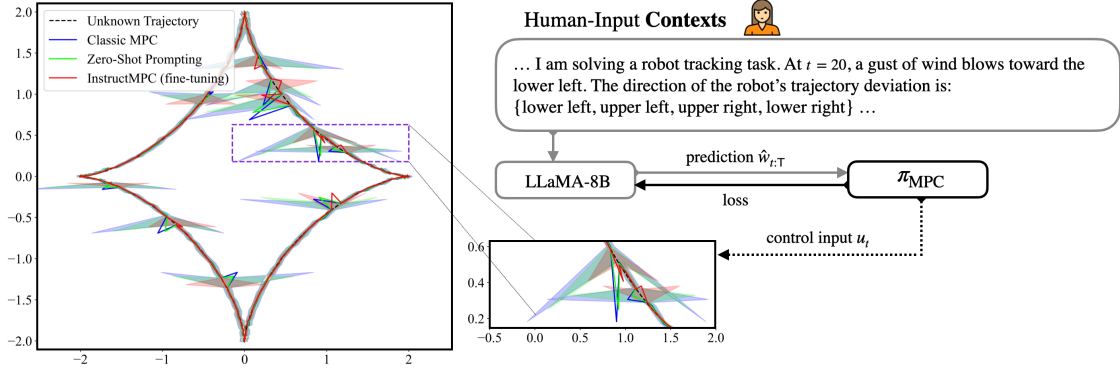 Unknown Trajectory
Classic MPC
Zero-Shot Prompting
InstructMPC (fine-tuning)
2.0
1.5
1.0
0.5
0.0
−0.5
−1.0
−1.5
−2.0
−2
−1
0
1
2
Human-Input Contexts
… I am solving a robot tracking task. At t = 20, a gust of wind blows toward the
lower left. The direction of the robot’s trajectory deviation is:
{lower left, upper left, upper right, lower right} …
LLaMA-8B
prediction ŵt:T
loss
πMPC
control input ut
0.6
0.4
0.2
−0.5
0.0
0.5
1.0
1.5
2.0